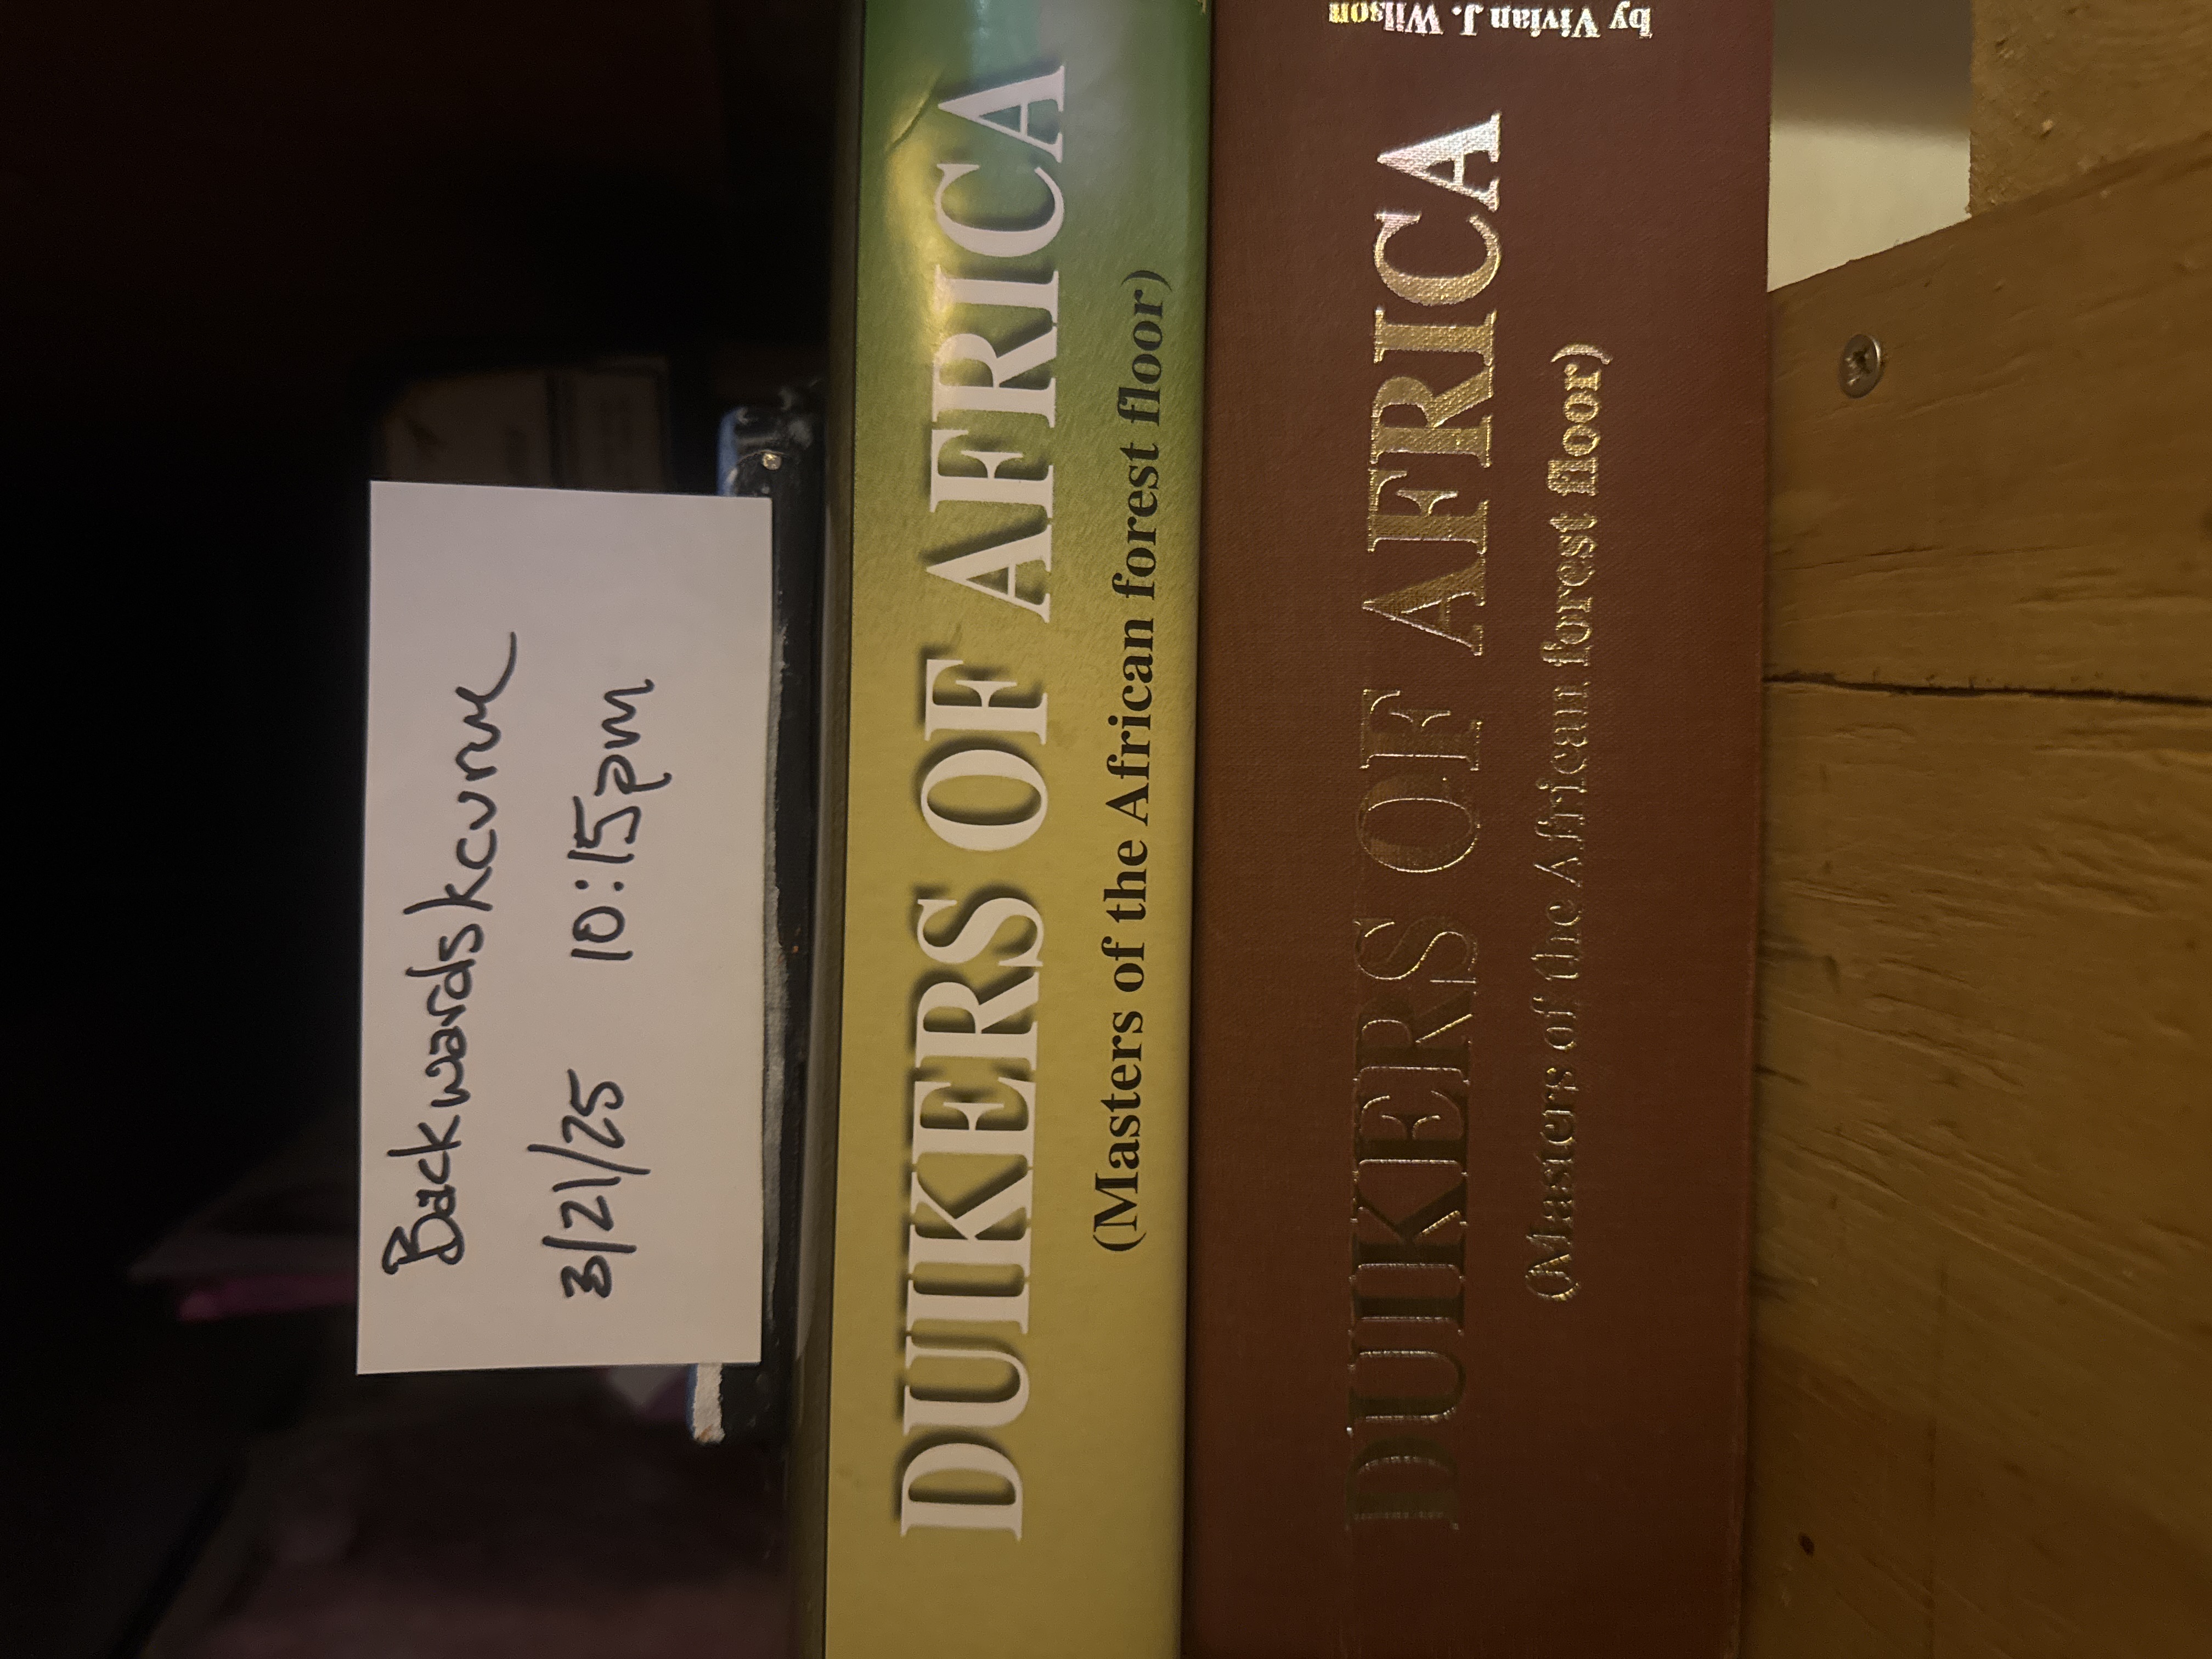 Backwardskcurve
3/21/25 10:15pm
DUIKERS OF AFRICA
(Masters of the African forest floor)
DUIKERS OF AFRICA
(Masters of the African forest floor)
by Vivian J. Wilson